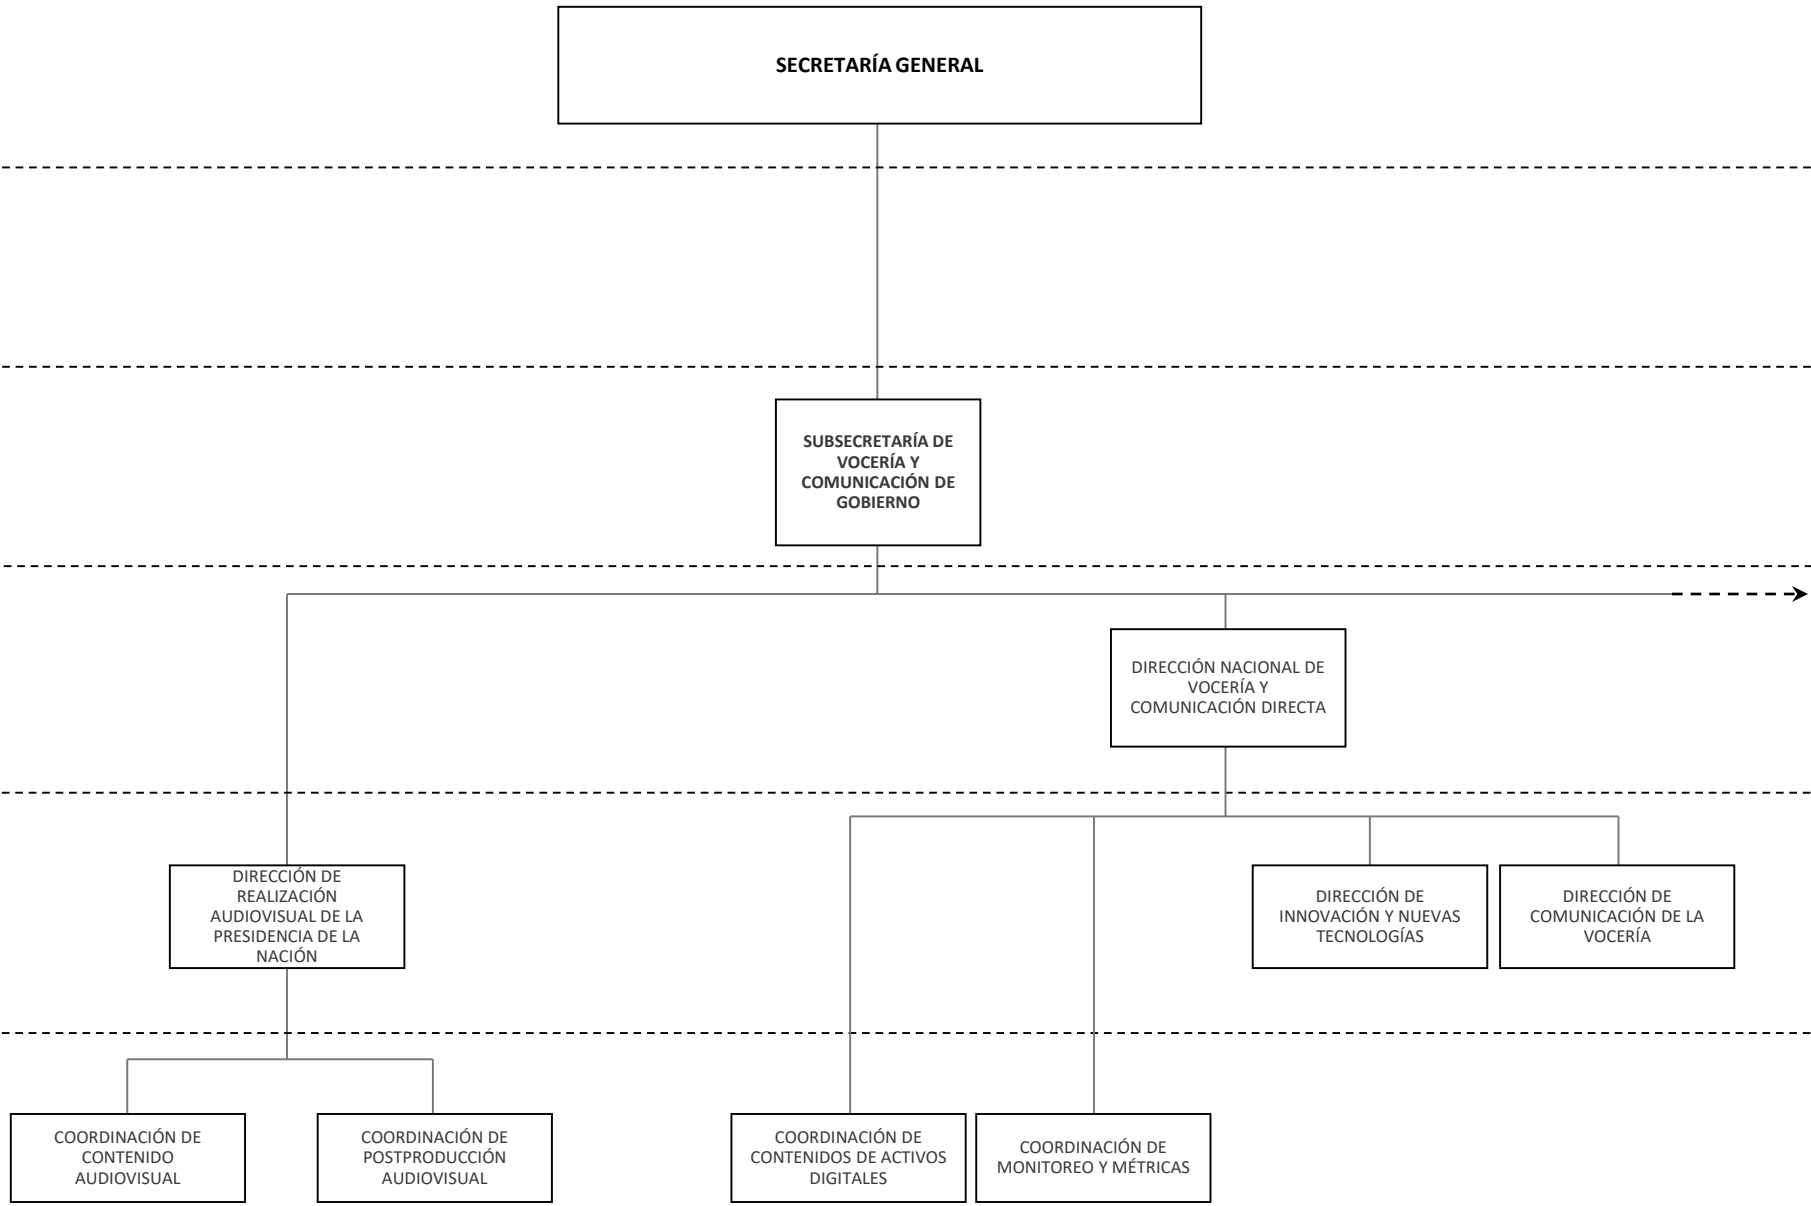 SECRETARÍA GENERAL
SUBSECRETARÍA DE
VOCERÍA Y
COMUNICACIÓN DE
GOBIERNO
DIRECCIÓN NACIONAL DE
VOCERÍA Y
COMUNICACIÓN DIRECTA
DIRECCIÓN DE
REALIZACIÓN
AUDIOVISUAL DE LA
PRESIDENCIA DE LA
NACIÓN
DIRECCIÓN DE
INNOVACIÓN Y NUEVAS
TECNOLOGÍAS
DIRECCIÓN DE
COMUNICACIÓN DE LA
VOCERÍA
COORDINACIÓN DE
CONTENIDO
AUDIOVISUAL
COORDINACIÓN DE
POSTPRODUCCIÓN
AUDIOVISUAL
COORDINACIÓN DE
CONTENIDOS DE ACTIVOS
DIGITALES
COORDINACIÓN DE
MONITOREO Y MÉTRICAS